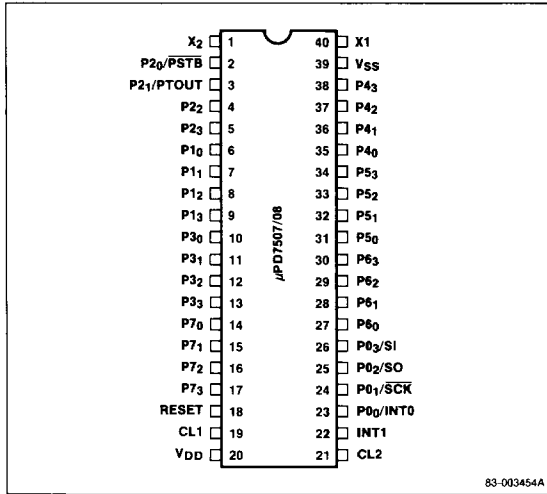 X₂ 1 40 X1
P2₀/P̅S̅T̅B̅ 2 39 VSS
P2₁/PTOUT 3 38 P4₃
P2₂ 4 37 P4₂
P2₃ 5 36 P4₁
P1₀ 6 35 P4₀
P1₁ 7 34 P5₃
P1₂ 8 33 P5₂
P1₃ 9 32 P5₁
P3₀ 10 31 P5₀
P3₁ 11 30 P6₃
P3₂ 12 29 P6₂
P3₃ 13 28 P6₁
P7₀ 14 27 P6₀
P7₁ 15 26 P0₃/SI
P7₂ 16 25 P0₂/SO
P7₃ 17 24 P0₁/S̅C̅K̅
RESET 18 23 P0₀/INT0
CL1 19 22 INT1
VDD 20 21 CL2
μPD7507/08
83-003454A